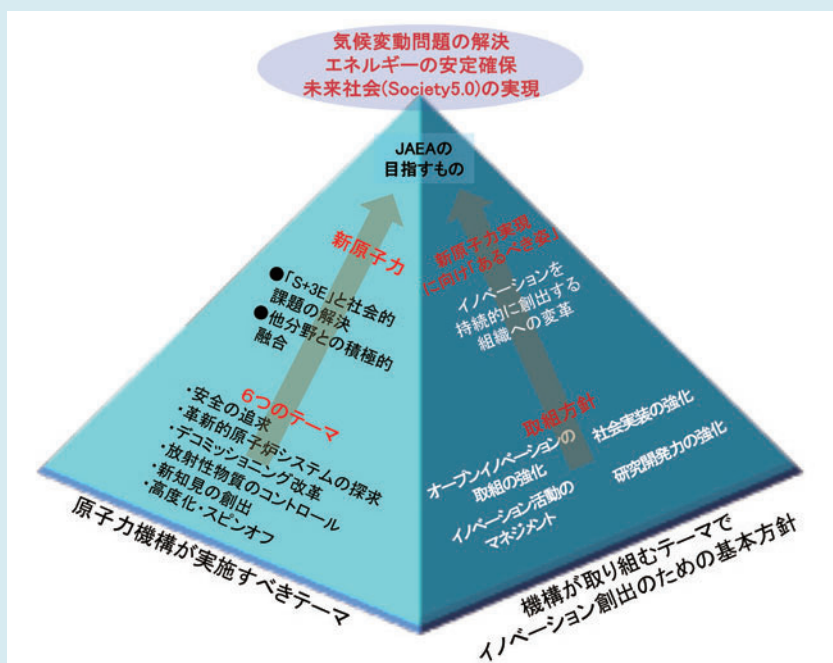 気候変動問題の解決
エネルギーの安定確保
未来社会(Society5.0)の実現
JAEAの
目指すもの
新原子力
●「S+3E」と社会的
課題の解決
●他分野との積極的
融合
6つのテーマ
・安全の追求
・革新的原子炉システムの探求
・デコミッショニング改革
・放射性物質のコントロール
・新知見の創出
・高度化・スピンオフ
原子力機構が実施すべきテーマ
新原子力実現
に向け「あるべき姿」
イノベーションを
持続的に創出する
組織への変革
取組方針
オープンイノベーションの
取組の強化
社会実装の強化
イノベーション活動の
マネジメント
研究開発力の強化
機構が取り組むテーマで
イノベーション創出のための基本方針